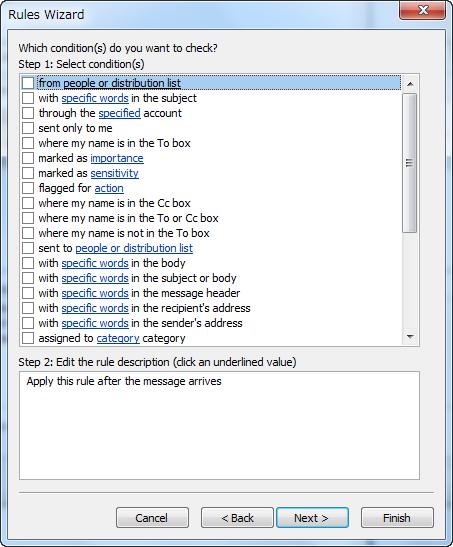 Rules Wizard
Which condition(s) do you want to check?
Step 1: Select condition(s)
from people or distribution list
with specific words in the subject
through the specified account
sent only to me
where my name is in the To box
marked as importance
marked as sensitivity
flagged for action
where my name is in the Cc box
where my name is in the To or Cc box
where my name is not in the To box
sent to people or distribution list
with specific words in the body
with specific words in the subject or body
with specific words in the message header
with specific words in the recipient's address
with specific words in the sender's address
assigned to category category
Step 2: Edit the rule description (click an underlined value)
Apply this rule after the message arrives
Cancel < Back Next > Finish